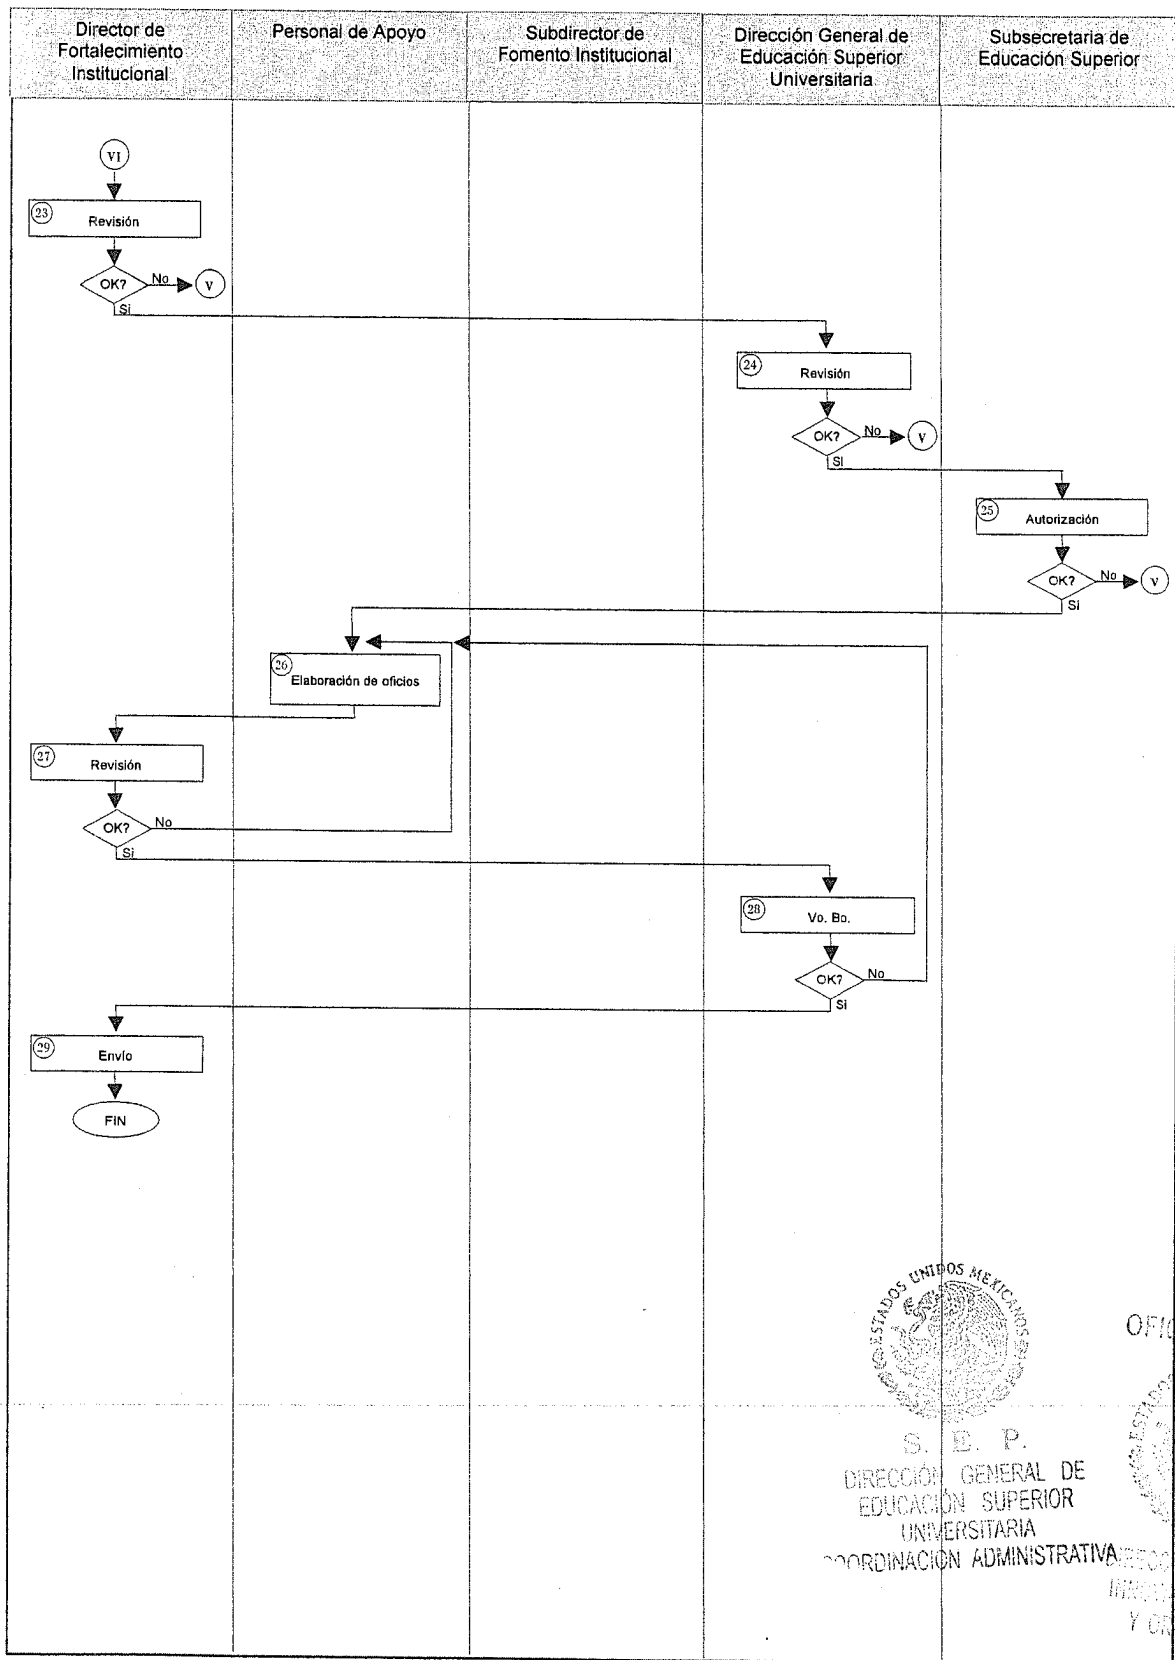 Director de
Fortalecimiento
Institucional
Personal de Apoyo
Subdirector de
Fomento Institucional
Dirección General de
Educación Superior
Universitaria
Subsecretaria de
Educación Superior
VI
23
Revisión
OK?
No
V
Si
24
Revisión
OK?
No
V
Si
25
Autorización
OK?
No
V
Si
26
Elaboración de oficios
27
Revisión
OK?
No
Si
28
Vo. Bo.
OK?
No
Si
29
Envío
FIN
ESTADOS UNIDOS MEXICANOS
S. E. P.
DIRECCIÓN GENERAL DE
EDUCACIÓN SUPERIOR
UNIVERSITARIA
COORDINACIÓN ADMINISTRATIVA